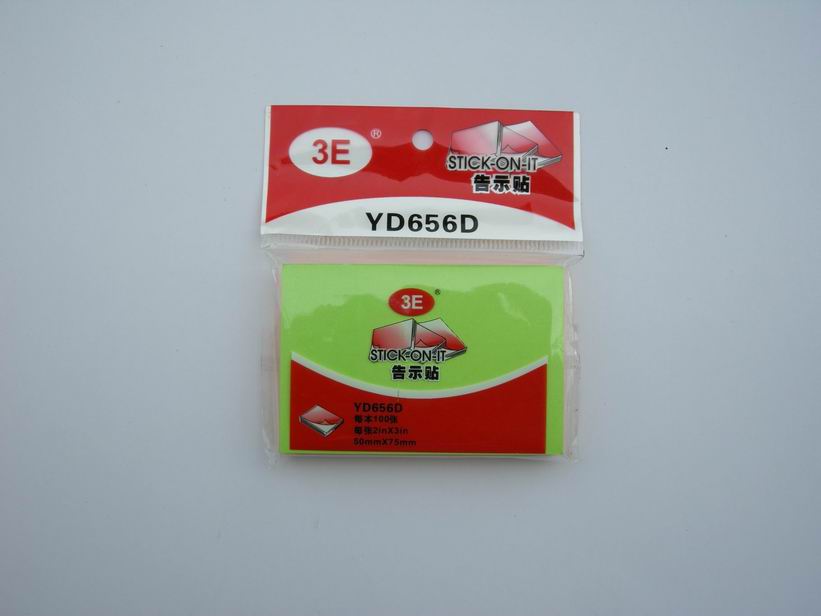 3E ®
STICK-ON-IT
告示贴
YD656D
3E ®
STICK-ON-IT
告示贴
YD656D
每本100张
每张2inX3in
50mmX75mm